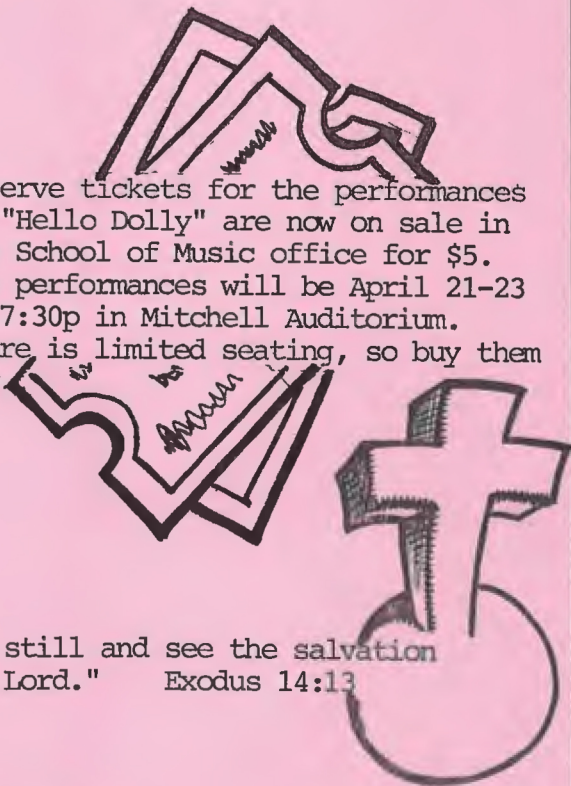 erve tickets for the performances
"Hello Dolly" are now on sale in
School of Music office for $5.
performances will be April 21-23
7:30p in Mitchell Auditorium.
re is limited seating, so buy them
still and see the salvation
Lord." Exodus 14:13